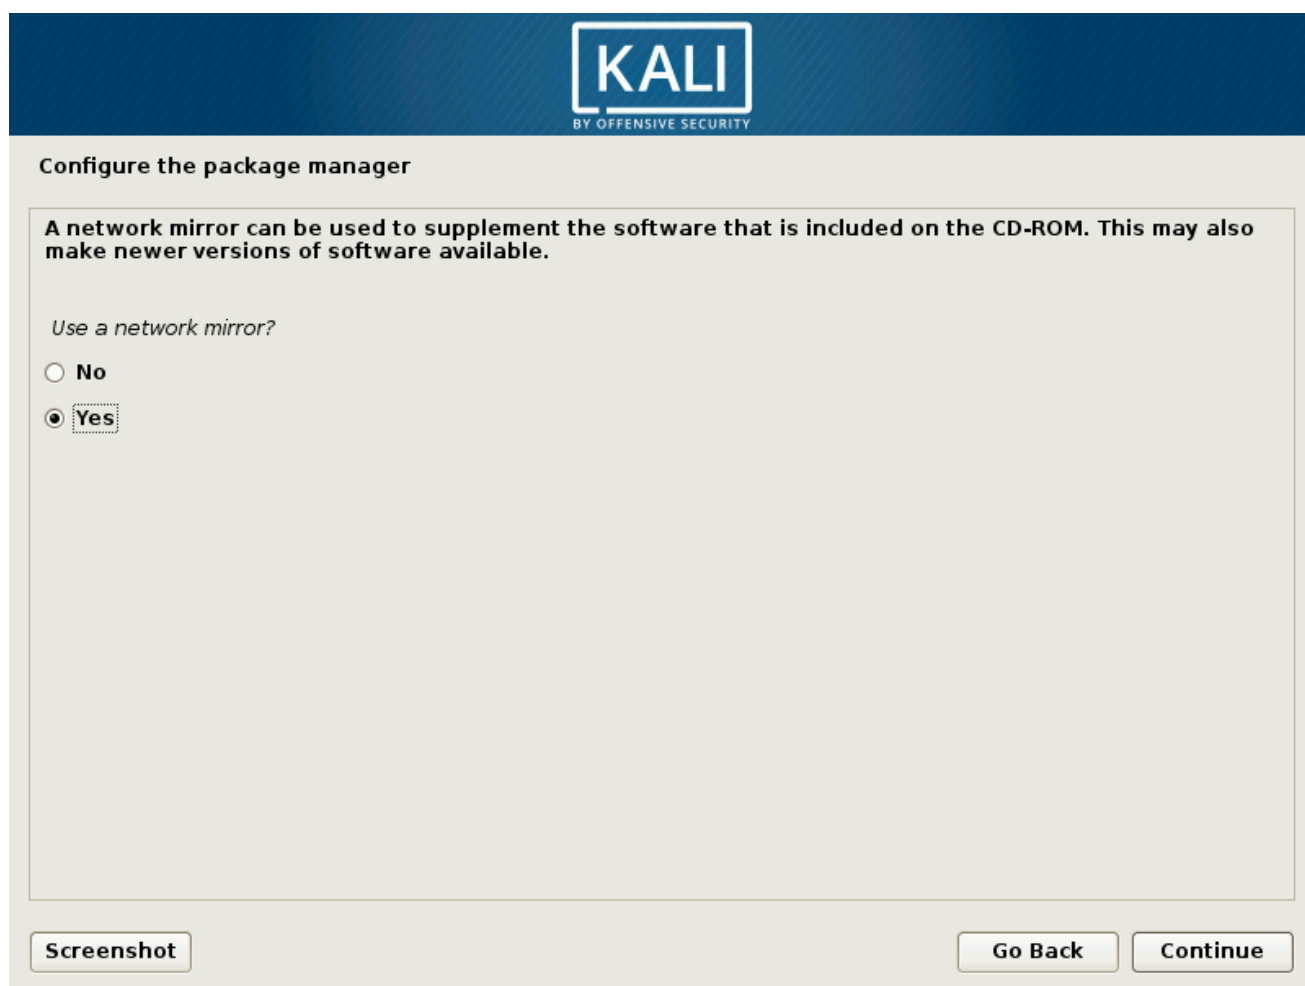 KALI
BY OFFENSIVE SECURITY
Configure the package manager
A network mirror can be used to supplement the software that is included on the CD-ROM. This may also
make newer versions of software available.
Use a network mirror?
No
Yes
Screenshot
Go Back
Continue